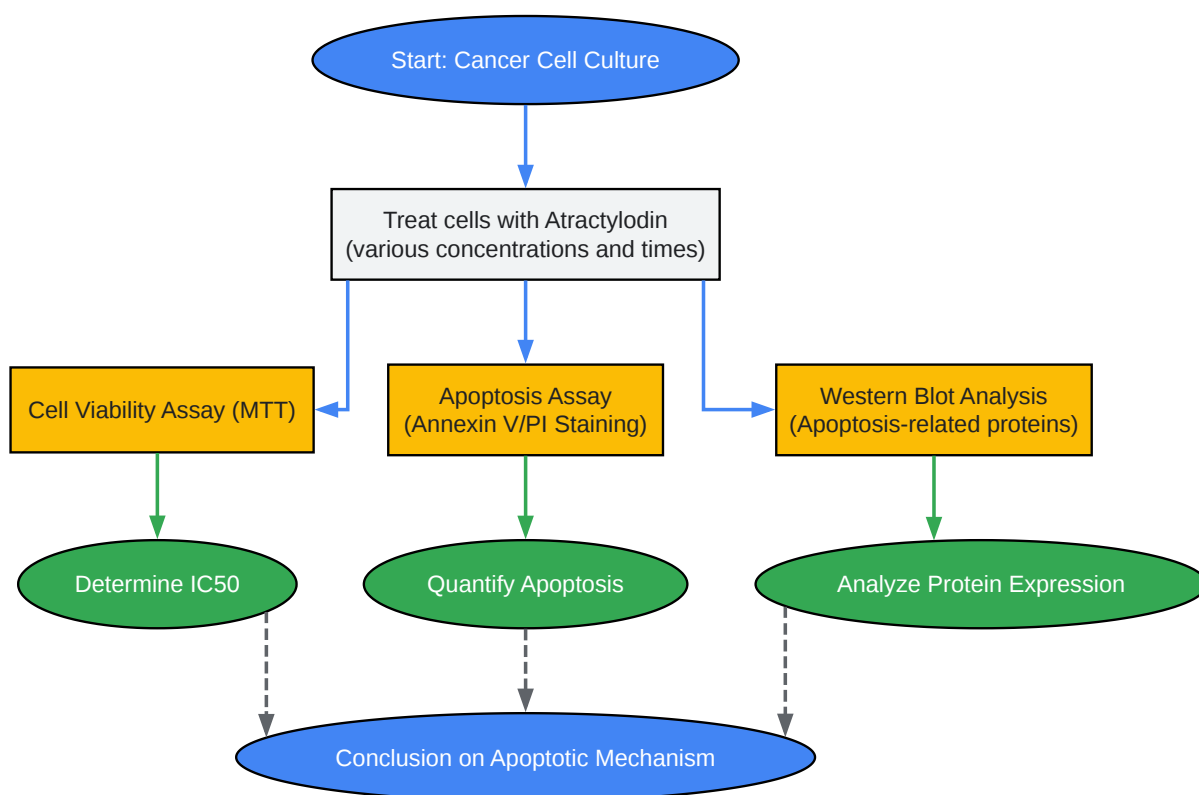 Start: Cancer Cell Culture
Treat cells with Atractylodin
(various concentrations and times)
Cell Viability Assay (MTT)
Apoptosis Assay
(Annexin V/PI Staining)
Western Blot Analysis
(Apoptosis-related proteins)
Determine IC50
Quantify Apoptosis
Analyze Protein Expression
Conclusion on Apoptotic Mechanism